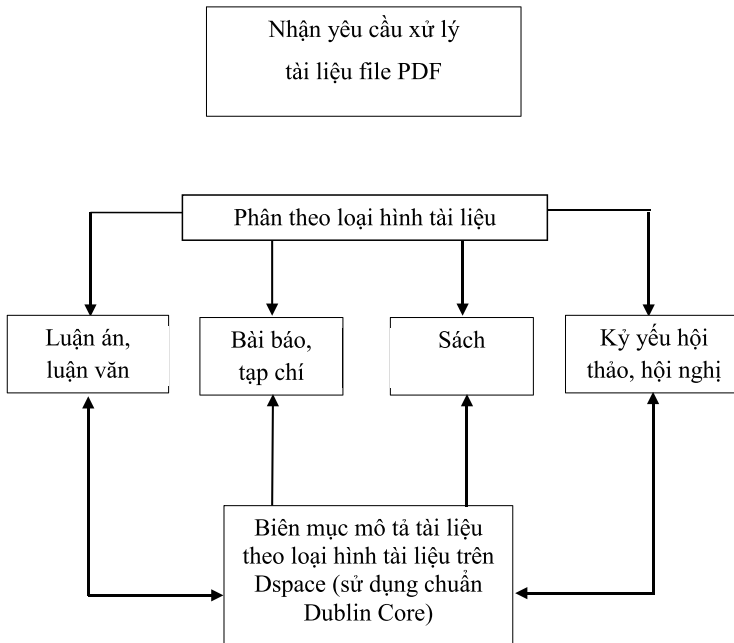 Nhận yêu cầu xử lý
tài liệu file PDF
Phân theo loại hình tài liệu
Luận án,
luận văn
Bài báo,
tạp chí
Sách
Kỷ yếu hội
thảo, hội nghị
Biên mục mô tả tài liệu
theo loại hình tài liệu trên
Dspace (sử dụng chuẩn
Dublin Core)